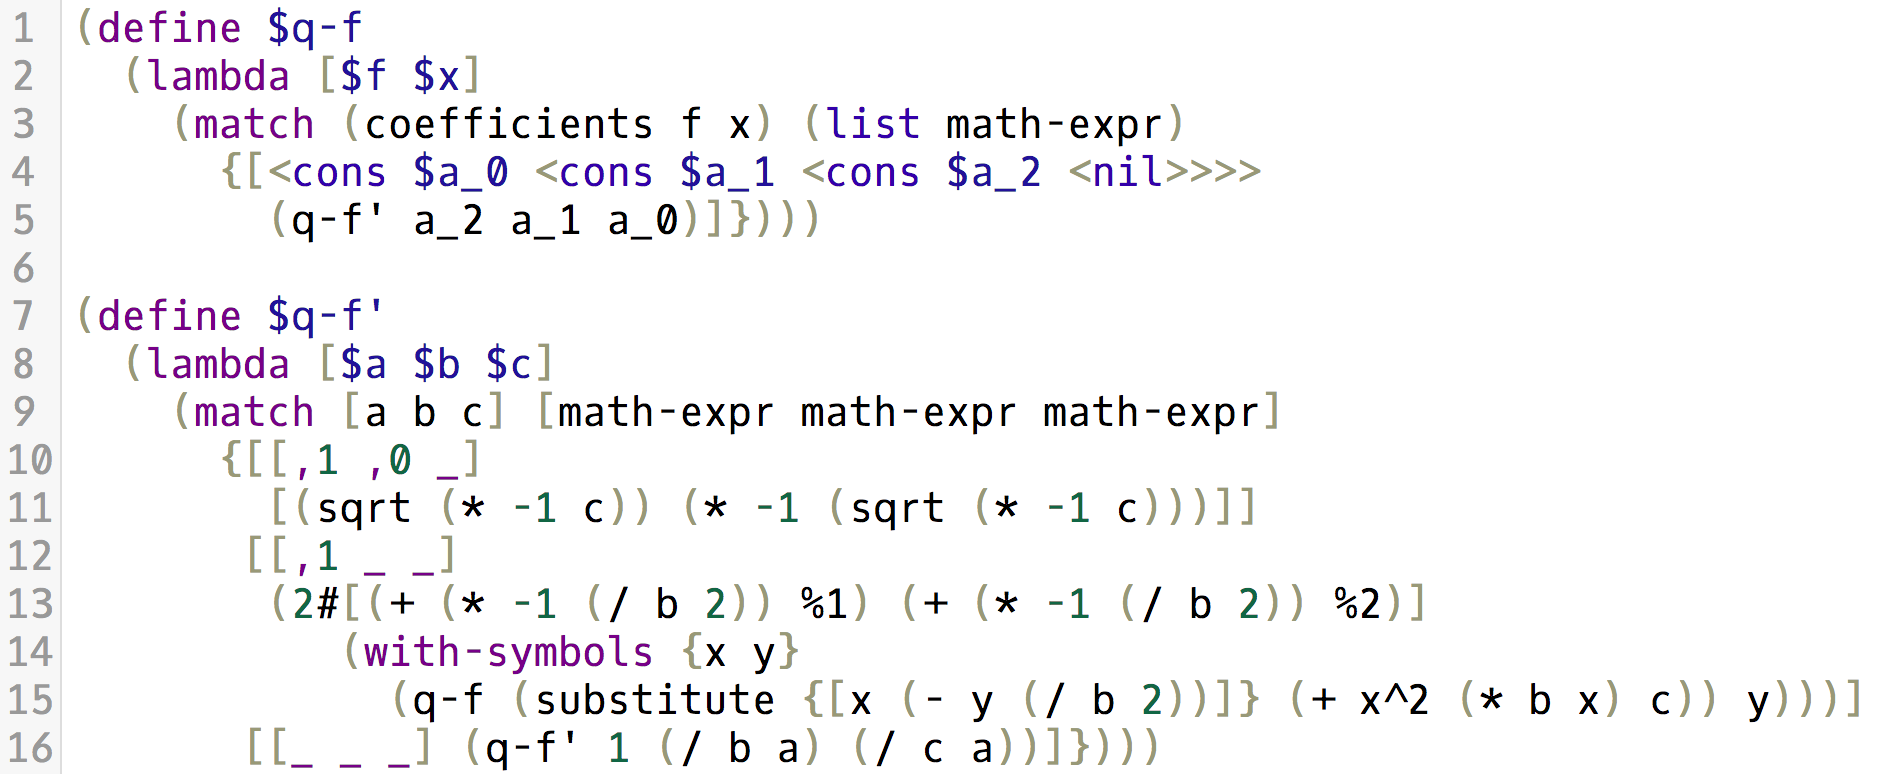 1 (define $q-f
2   (lambda [$f $x]
3     (match (coefficients f x) (list math-expr)
4       {[<cons $a_0 <cons $a_1 <cons $a_2 <nil>>>>
5         (q-f' a_2 a_1 a_0)]})))
6
7 (define $q-f'
8   (lambda [$a $b $c]
9     (match [a b c] [math-expr math-expr math-expr]
10       {[[,1 ,0 _]
11         [(sqrt (* -1 c)) (* -1 (sqrt (* -1 c)))]]
12        [[,1 _ _]
13         (2#[(+ (* -1 (/ b 2)) %1) (+ (* -1 (/ b 2)) %2)]
14            (with-symbols {x y}
15              (q-f (substitute {[x (- y (/ b 2))]} (+ x^2 (* b x) c)) y)))]
16        [[_ _ _] (q-f' 1 (/ b a) (/ c a))]})))